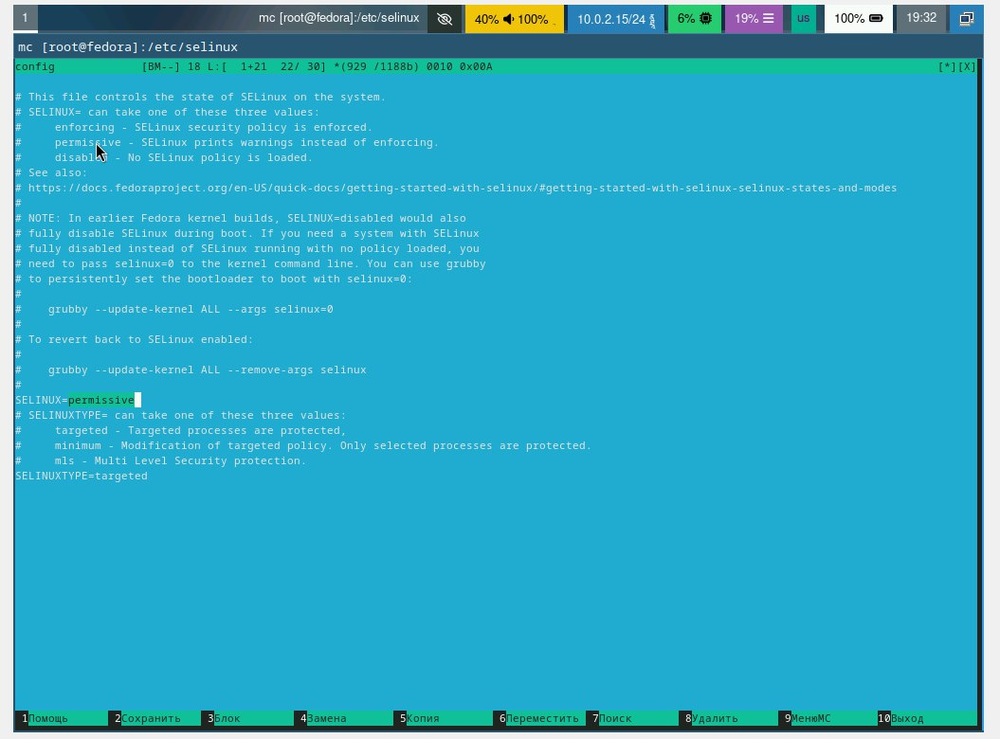 1
mc [root@fedora]:/etc/selinux
40% 100%
10.0.2.15/24
6%
19%
us
100%
19:32
mc [root@fedora]:/etc/selinux
config [BM--] 18 L:[ 1+21 22/ 30] *(929 /1188b) 0010 0x00A [*][X]
# This file controls the state of SELinux on the system.
# SELINUX= can take one of these three values:
# enforcing - SELinux security policy is enforced.
# permissive - SELinux prints warnings instead of enforcing.
# disabled - No SELinux policy is loaded.
# See also:
# https://docs.fedoraproject.org/en-US/quick-docs/getting-started-with-selinux/#getting-started-with-selinux-selinux-states-and-modes
#
# NOTE: In earlier Fedora kernel builds, SELINUX=disabled would also
# fully disable SELinux during boot. If you need a system with SELinux
# fully disabled instead of SELinux running with no policy loaded, you
# need to pass selinux=0 to the kernel command line. You can use grubby
# to persistently set the bootloader to boot with selinux=0:
#
# grubby --update-kernel ALL --args selinux=0
#
# To revert back to SELinux enabled:
#
# grubby --update-kernel ALL --remove-args selinux
#
SELINUX=permissive
# SELINUXTYPE= can take one of these three values:
# targeted - Targeted processes are protected,
# minimum - Modification of targeted policy. Only selected processes are protected.
# mls - Multi Level Security protection.
SELINUXTYPE=targeted
1Помощь 2Сохранить 3Блок 4Замена 5Копия 6Переместить 7Поиск 8Удалить 9МенюMC 10Выход